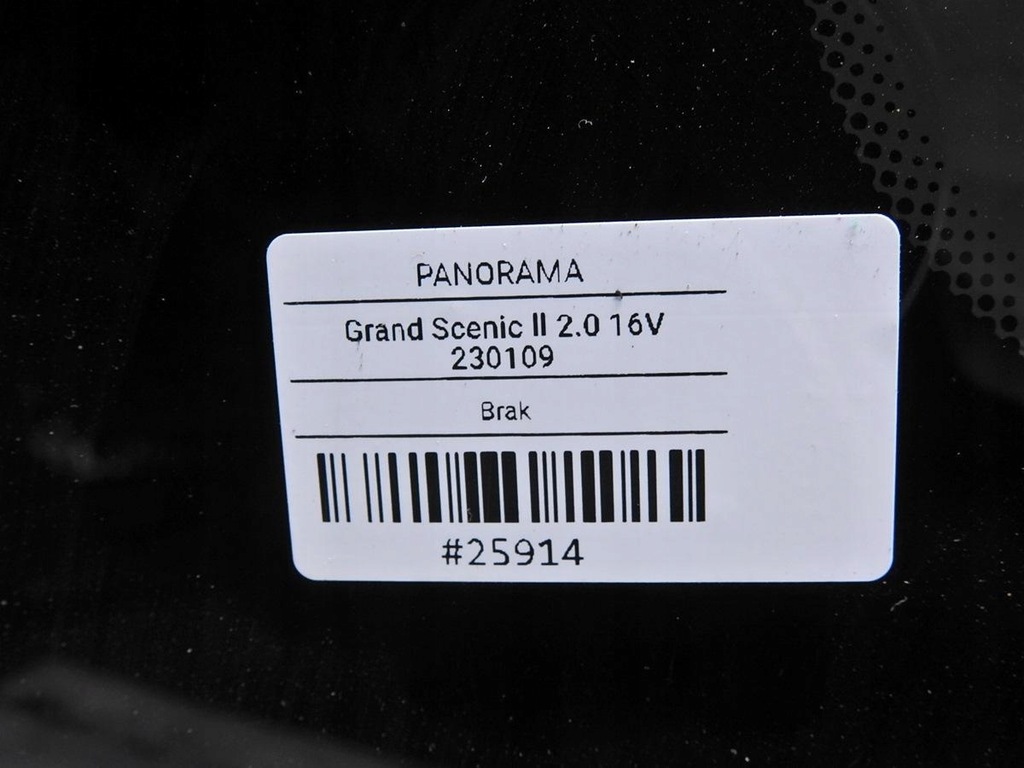 PANORAMA
Grand Scenic II 2.0 16V
230109
Brak
#25914